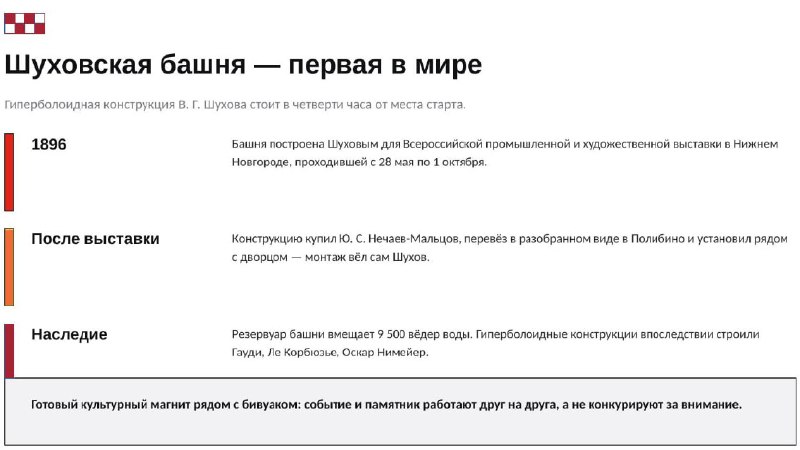 Шуховская башня — первая в мире
Гиперболоидная конструкция В. Г. Шухова стоит в четверти часа от места старта.
1896
Башня построена Шуховым для Всероссийской промышленной и художественной выставки в Нижнем
Новгороде, проходившей с 28 мая по 1 октября.
После выставки
Конструкцию купил Ю. С. Нечаев-Мальцов, перевёз в разобранном виде в Полибино и установил рядом
с дворцом — монтаж вёл сам Шухов.
Наследие
Резервуар башни вмещает 9 500 вёдер воды. Гиперболоидные конструкции впоследствии строили
Гауди, Ле Корбюзье, Оскар Нимейер.
Готовый культурный магнит рядом с бивуаком: событие и памятник работают друг на друга, а не конкурируют за внимание.